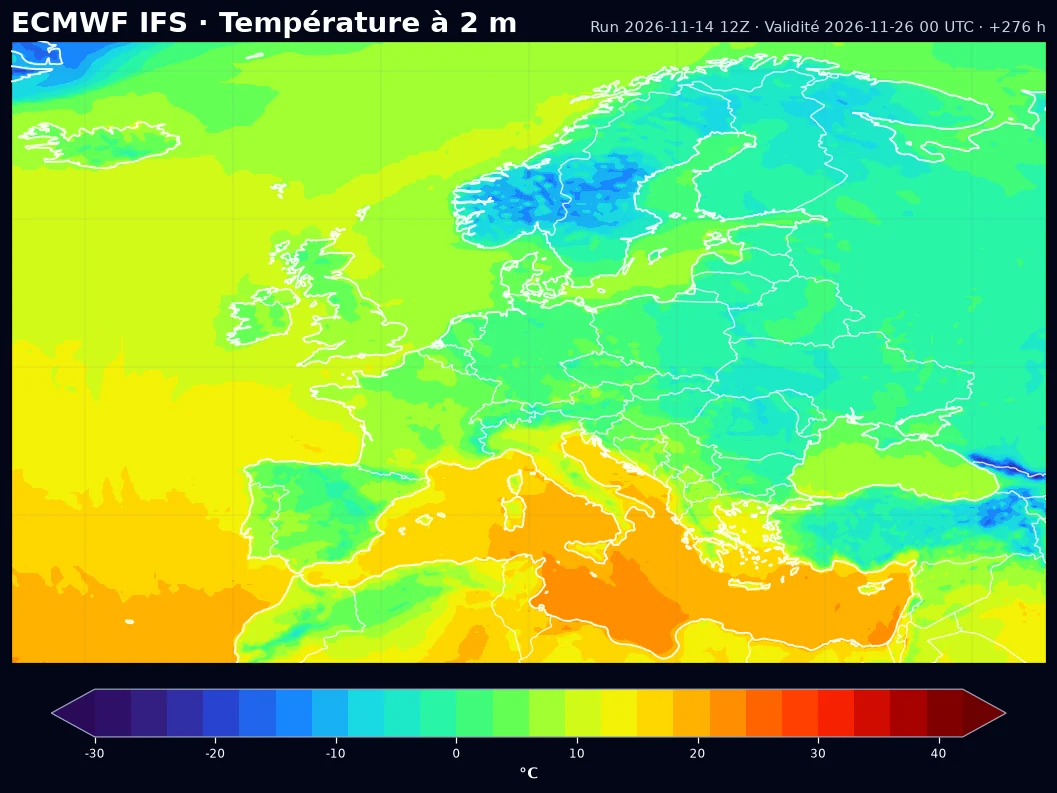 ECMWF IFS · Température à 2 m
Run 2026-11-14 12Z · Validité 2026-11-26 00 UTC · +276 h
-30 -20 -10 0 10 20 30 40
°C